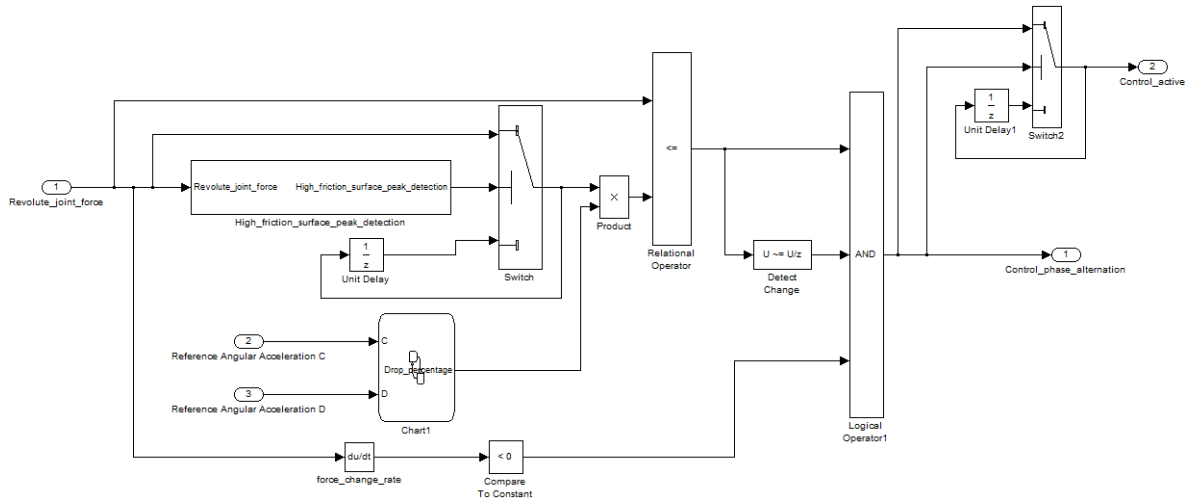 2
Control_active
1
z
Unit Delay1
Switch2
<=
1
Revolute_joint_force
Revolute_joint_force
High_friction_surface_peak_detection
High_friction_surface_peak_detection
×
Product
1
z
Unit Delay
Switch
Relational
Operator
U ~= U/z
Detect
Change
AND
1
Control_phase_alternation
2
Reference Angular Acceleration C
C
Drop_percentage
3
Reference Angular Acceleration D
D
Chart1
Logical
Operator1
du/dt
force_change_rate
< 0
Compare
To Constant